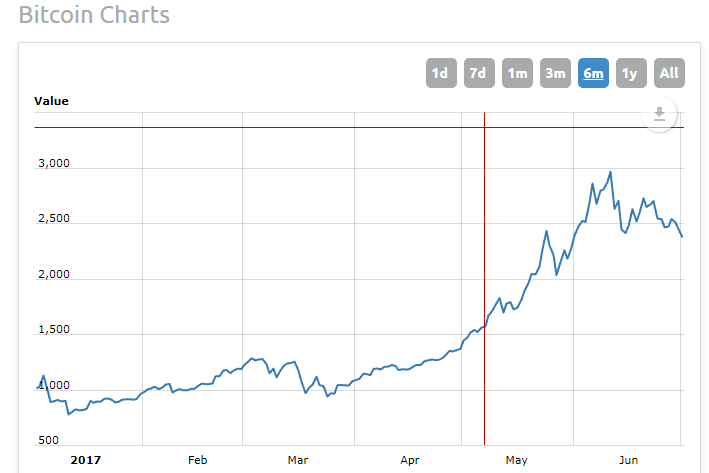 Bitcoin Charts
1d 7d 1m 3m 6m 1y All
Value
3,000
2,500
2,000
1,500
1,000
500
2017 Feb Mar Apr May Jun